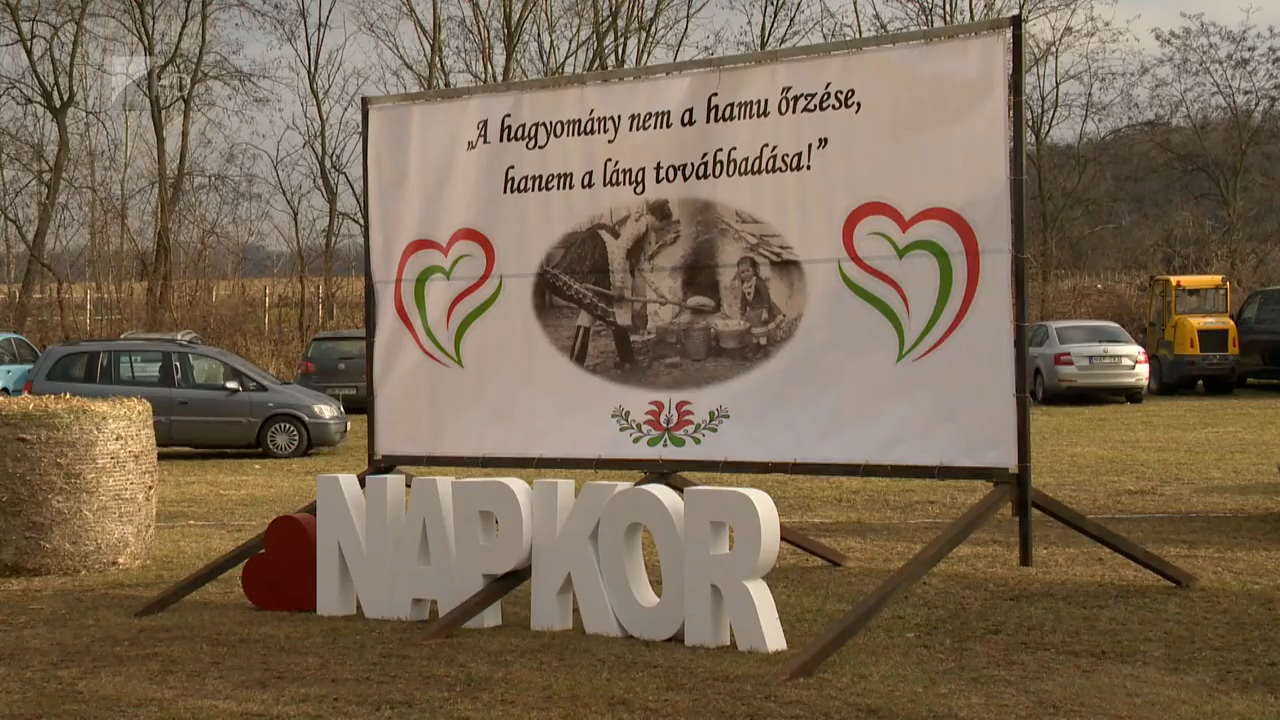 „A hagyomány nem a hamu őrzése,
hanem a láng továbbadása!”
NAPKOR